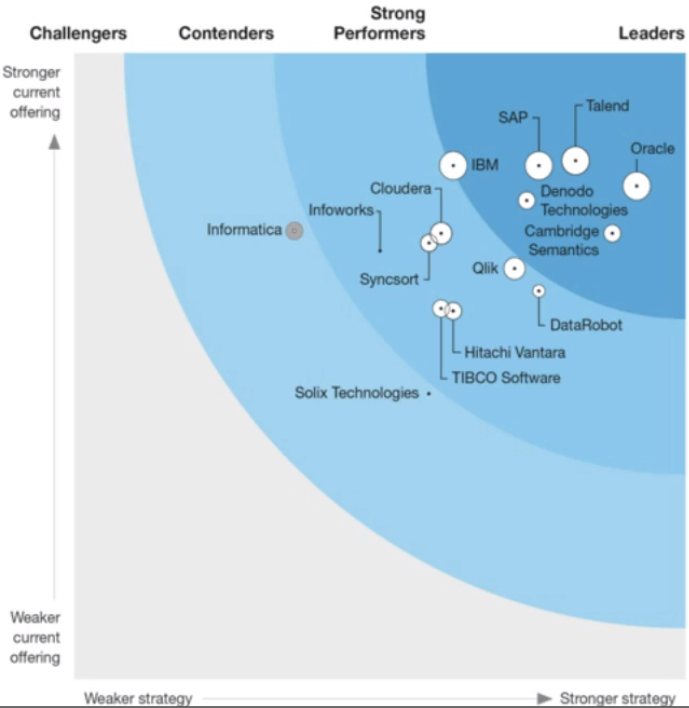 Challengers
Contenders
Strong
Performers
Leaders
Stronger
current
offering
Talend
SAP
Oracle
IBM
Cloudera
Denodo
Technologies
Infoworks
Informatica
Cambridge
Semantics
Syncsort
Qlik
DataRobot
Hitachi Vantara
TIBCO Software
Solix Technologies
Weaker
current
offering
Weaker strategy
Stronger strategy